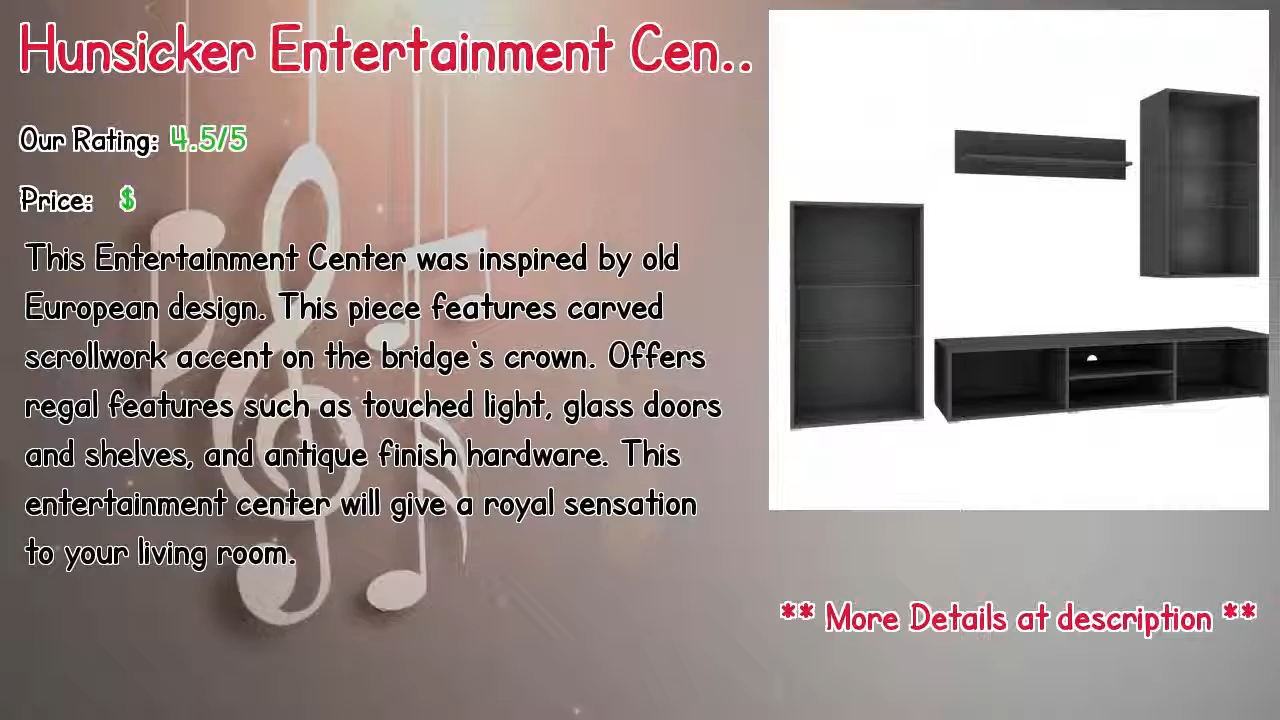 Hunsicker Entertainment Cen..
Our Rating: 4.5/5
Price: $
This Entertainment Center was inspired by old
European design. This piece features carved
scrollwork accent on the bridge's crown. Offers
regal features such as touched light, glass doors
and shelves, and antique finish hardware. This
entertainment center will give a royal sensation
to your living room.
** More Details at description **